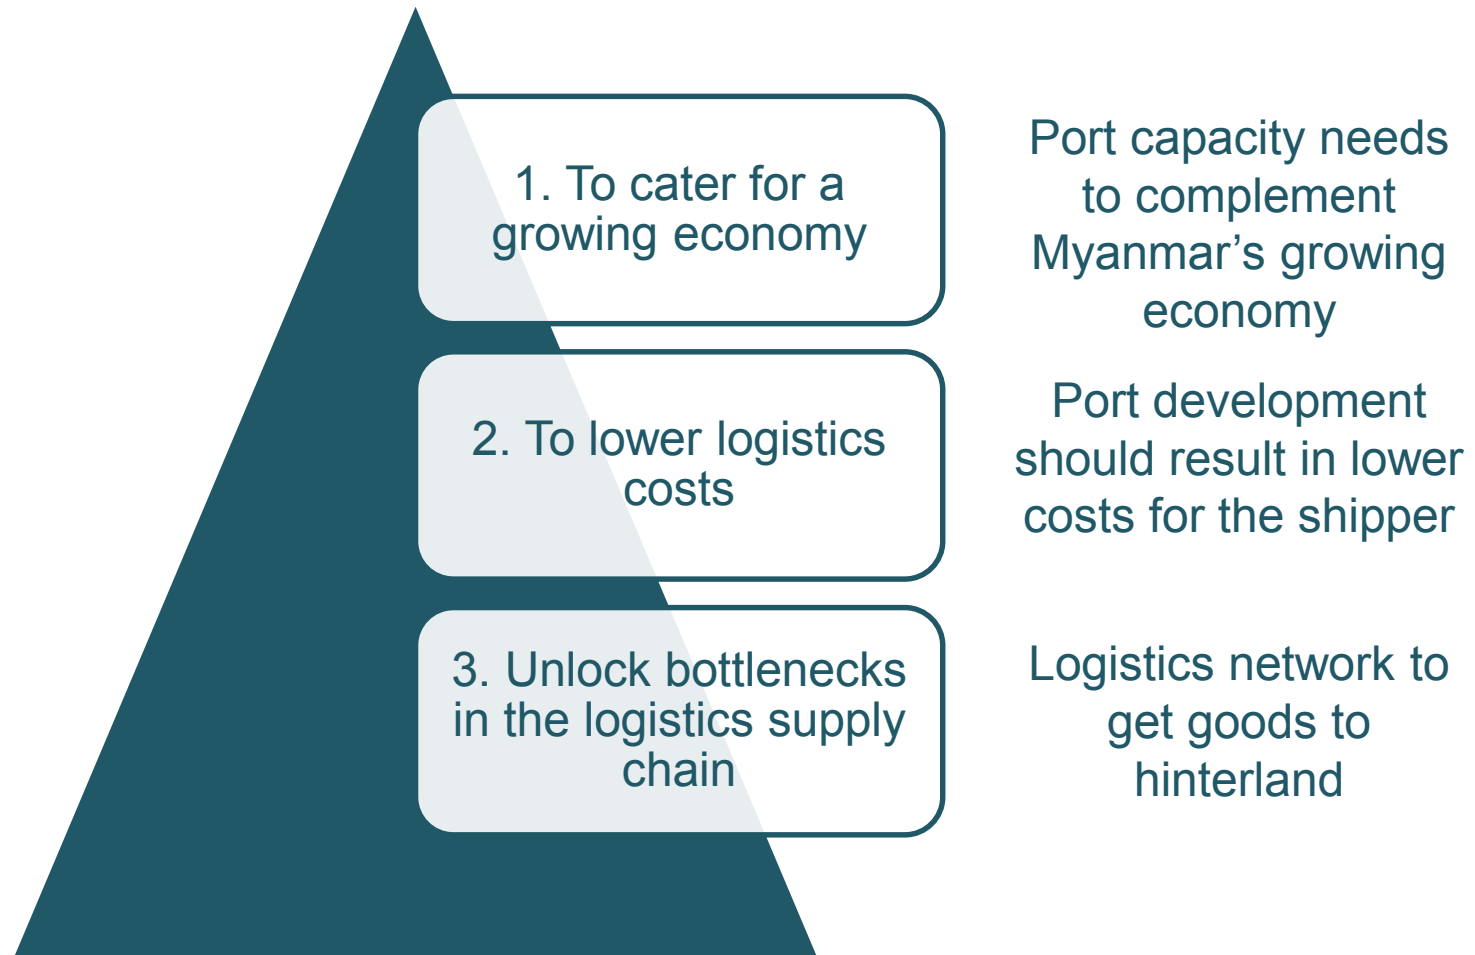 1. To cater for a
growing economy
Port capacity needs
to complement
Myanmar’s growing
economy
2. To lower logistics
costs
Port development
should result in lower
costs for the shipper
3. Unlock bottlenecks
in the logistics supply
chain
Logistics network to
get goods to
hinterland